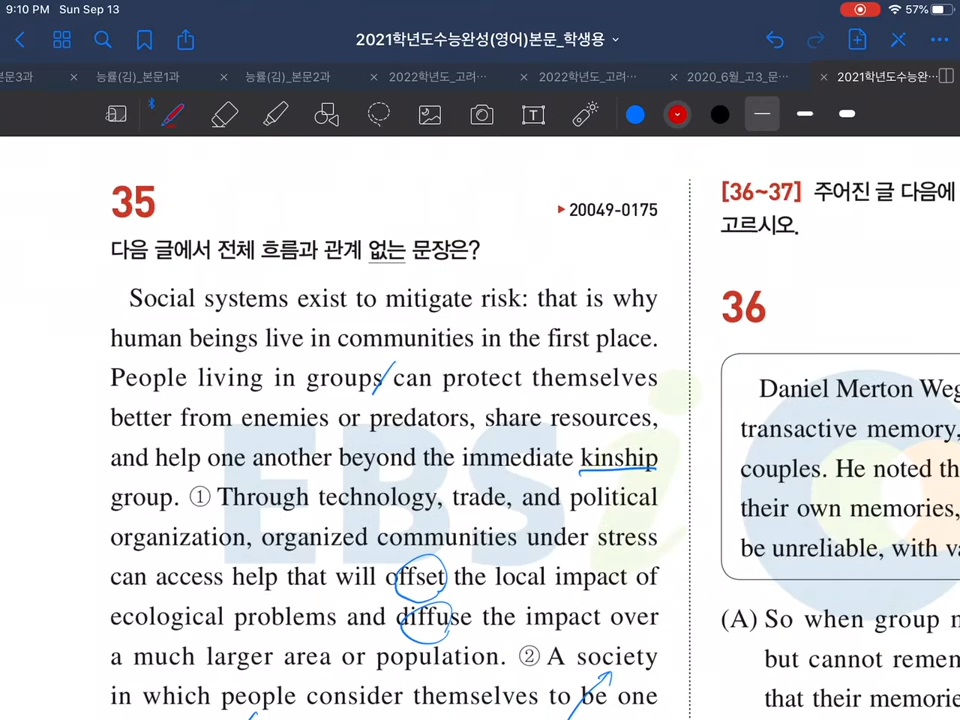 9:10 PM Sun Sep 13 57%
2021학년도수능완성(영어)본문_학생용
본문3과 능률(김)_본문1과 능률(김)_본문2과 2022학년도_고려… 2022학년도_고려… 2020_6월_고3_문… 2021학년도수능완…
35
20049-0175
다음 글에서 전체 흐름과 관계 없는 문장은?
Social systems exist to mitigate risk: that is why
human beings live in communities in the first place.
People living in groups can protect themselves
better from enemies or predators, share resources,
and help one another beyond the immediate kinship
group. ① Through technology, trade, and political
organization, organized communities under stress
can access help that will offset the local impact of
ecological problems and diffuse the impact over
a much larger area or population. ② A society
in which people consider themselves to be one
[36~37] 주어진 글 다음에
고르시오.
36
Daniel Merton Weg
transactive memory,
couples. He noted th
their own memories,
be unreliable, with va
(A) So when group m
but cannot remem
that their memorie
EBSi